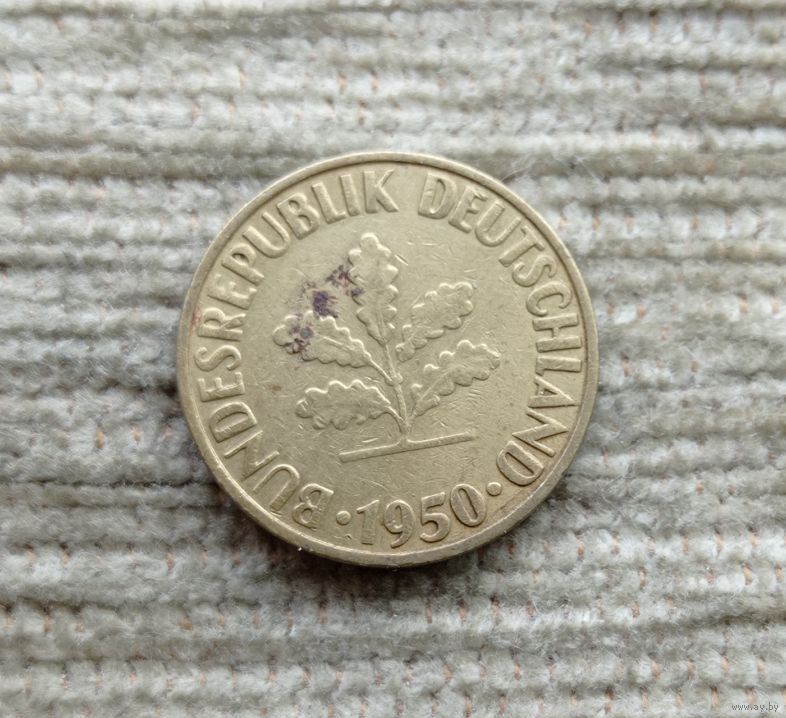 BUNDESREPUBLIK DEUTSCHLAND
· 1950 ·
www.ay.by